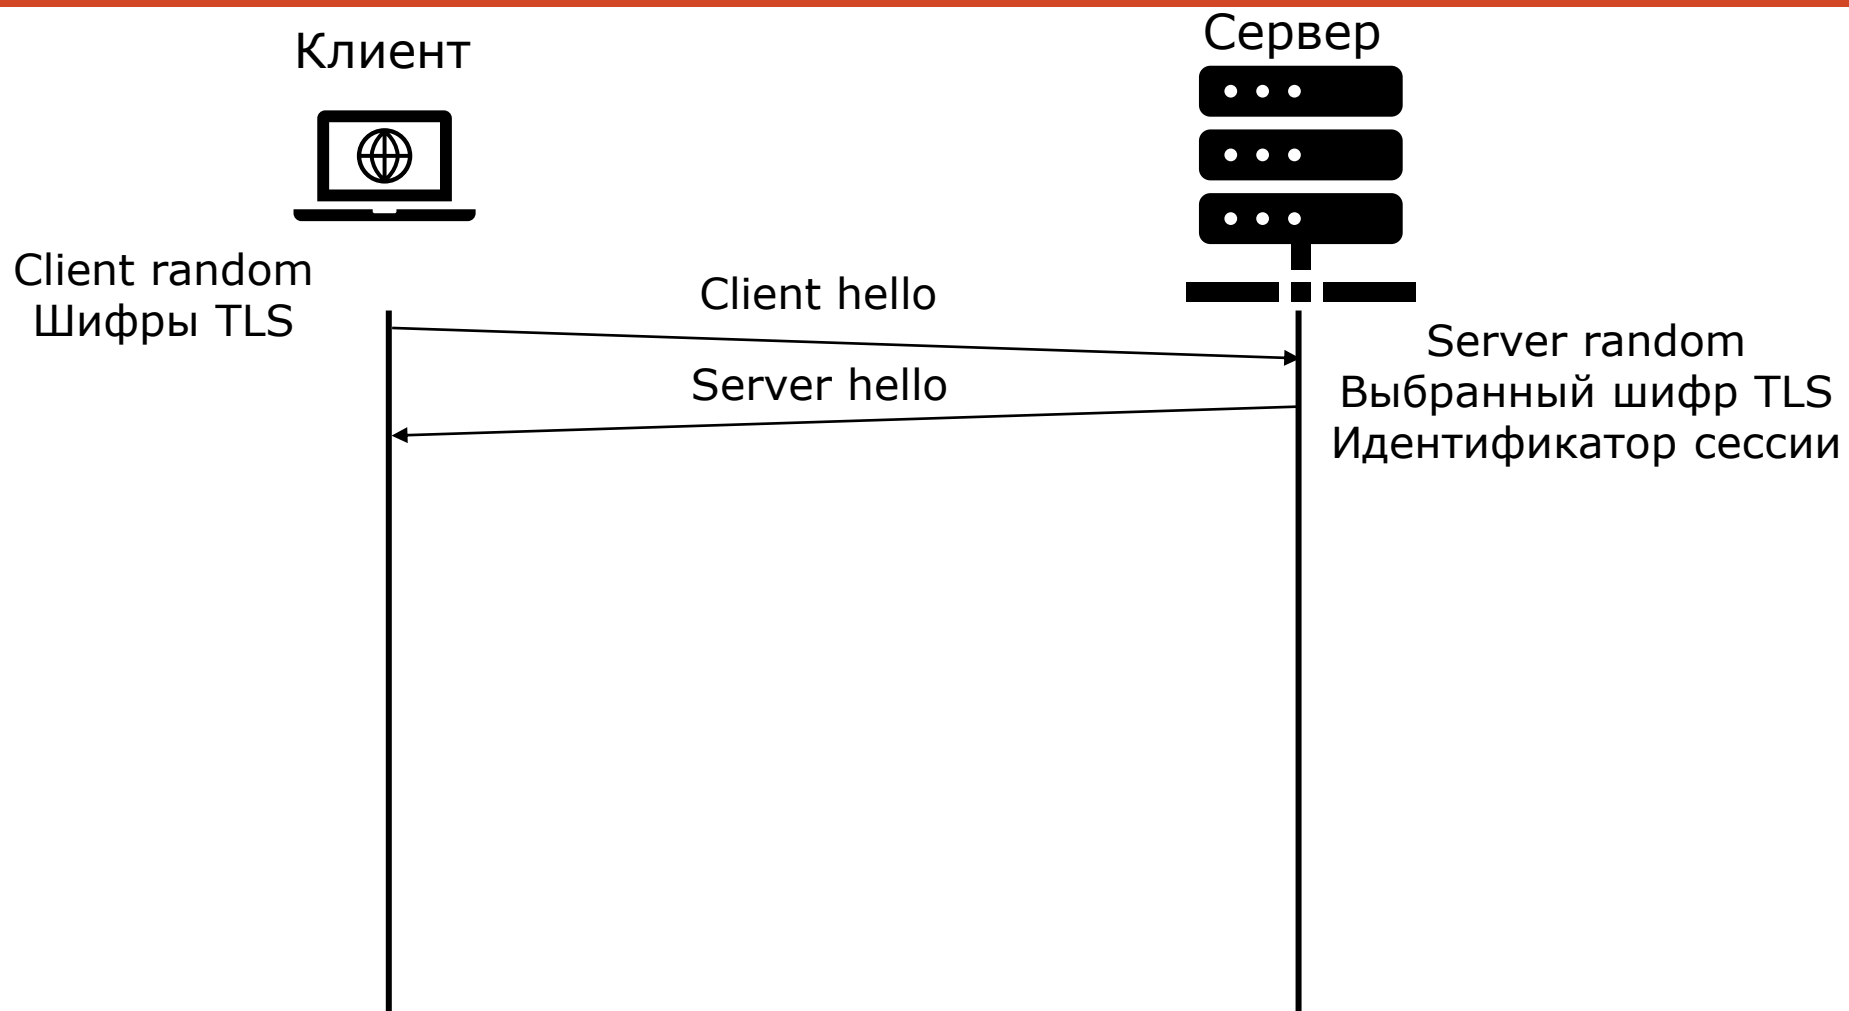 Клиент
Сервер
Client random
Шифры TLS
Client hello
Server hello
Server random
Выбранный шифр TLS
Идентификатор сессии